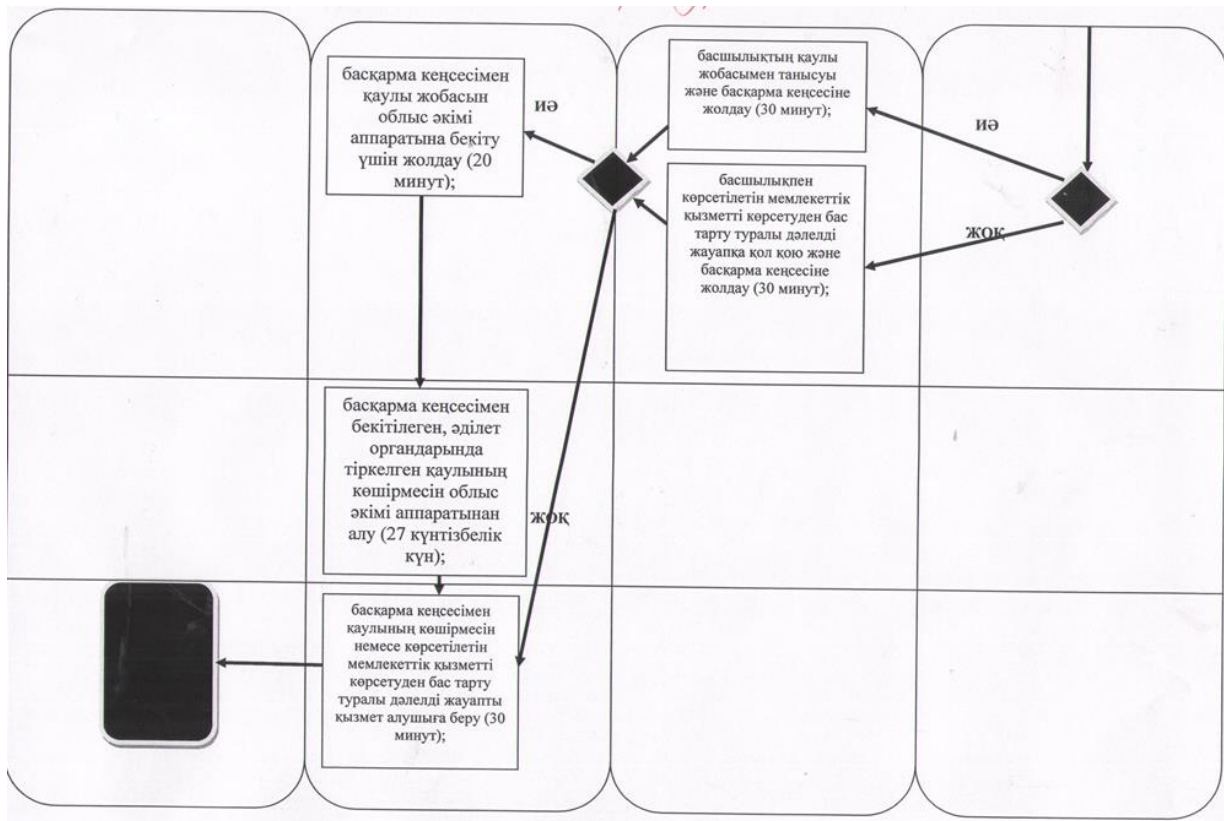 басқарма кеңсесімен
қаулы жобасын
облыс әкімі
аппаратына бекіту
үшін жолдау (20
минут);
ИӘ
басшылықтың қаулы
жобасымен танысуы
және басқарма кеңсесіне
жолдау (30 минут);
ИӘ
басшылықпен
көрсетілетін мемлекеттік
қызметті көрсетуден бас
тарту туралы дәлелді
жауапқа қол қою және
басқарма кеңсесіне
жолдау (30 минут);
ЖОҚ
басқарма кеңсесімен
бекітілеген, әділет
органдарында
тіркелген қаулының
көшірмесін облыс
әкімі аппаратынан
алу (27 күнтізбелік
күн);
ЖОҚ
басқарма кеңсесімен
қаулының көшірмесін
немесе көрсетілетін
мемлекеттік қызметті
көрсетуден бас тарту
туралы дәлелді жауапты
қызмет алушыға беру (30
минут);